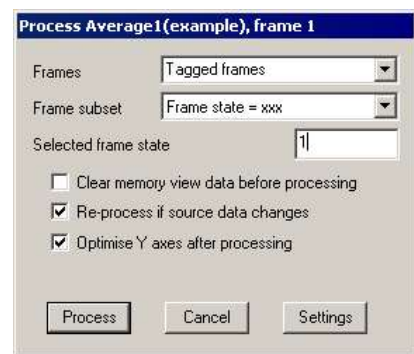 Process Average1(example), frame 1
Frames Tagged frames
Frame subset Frame state = xxx
Selected frame state 1
Clear memory view data before processing
Re-process if source data changes
Optimise Y axes after processing
Process Cancel Settings